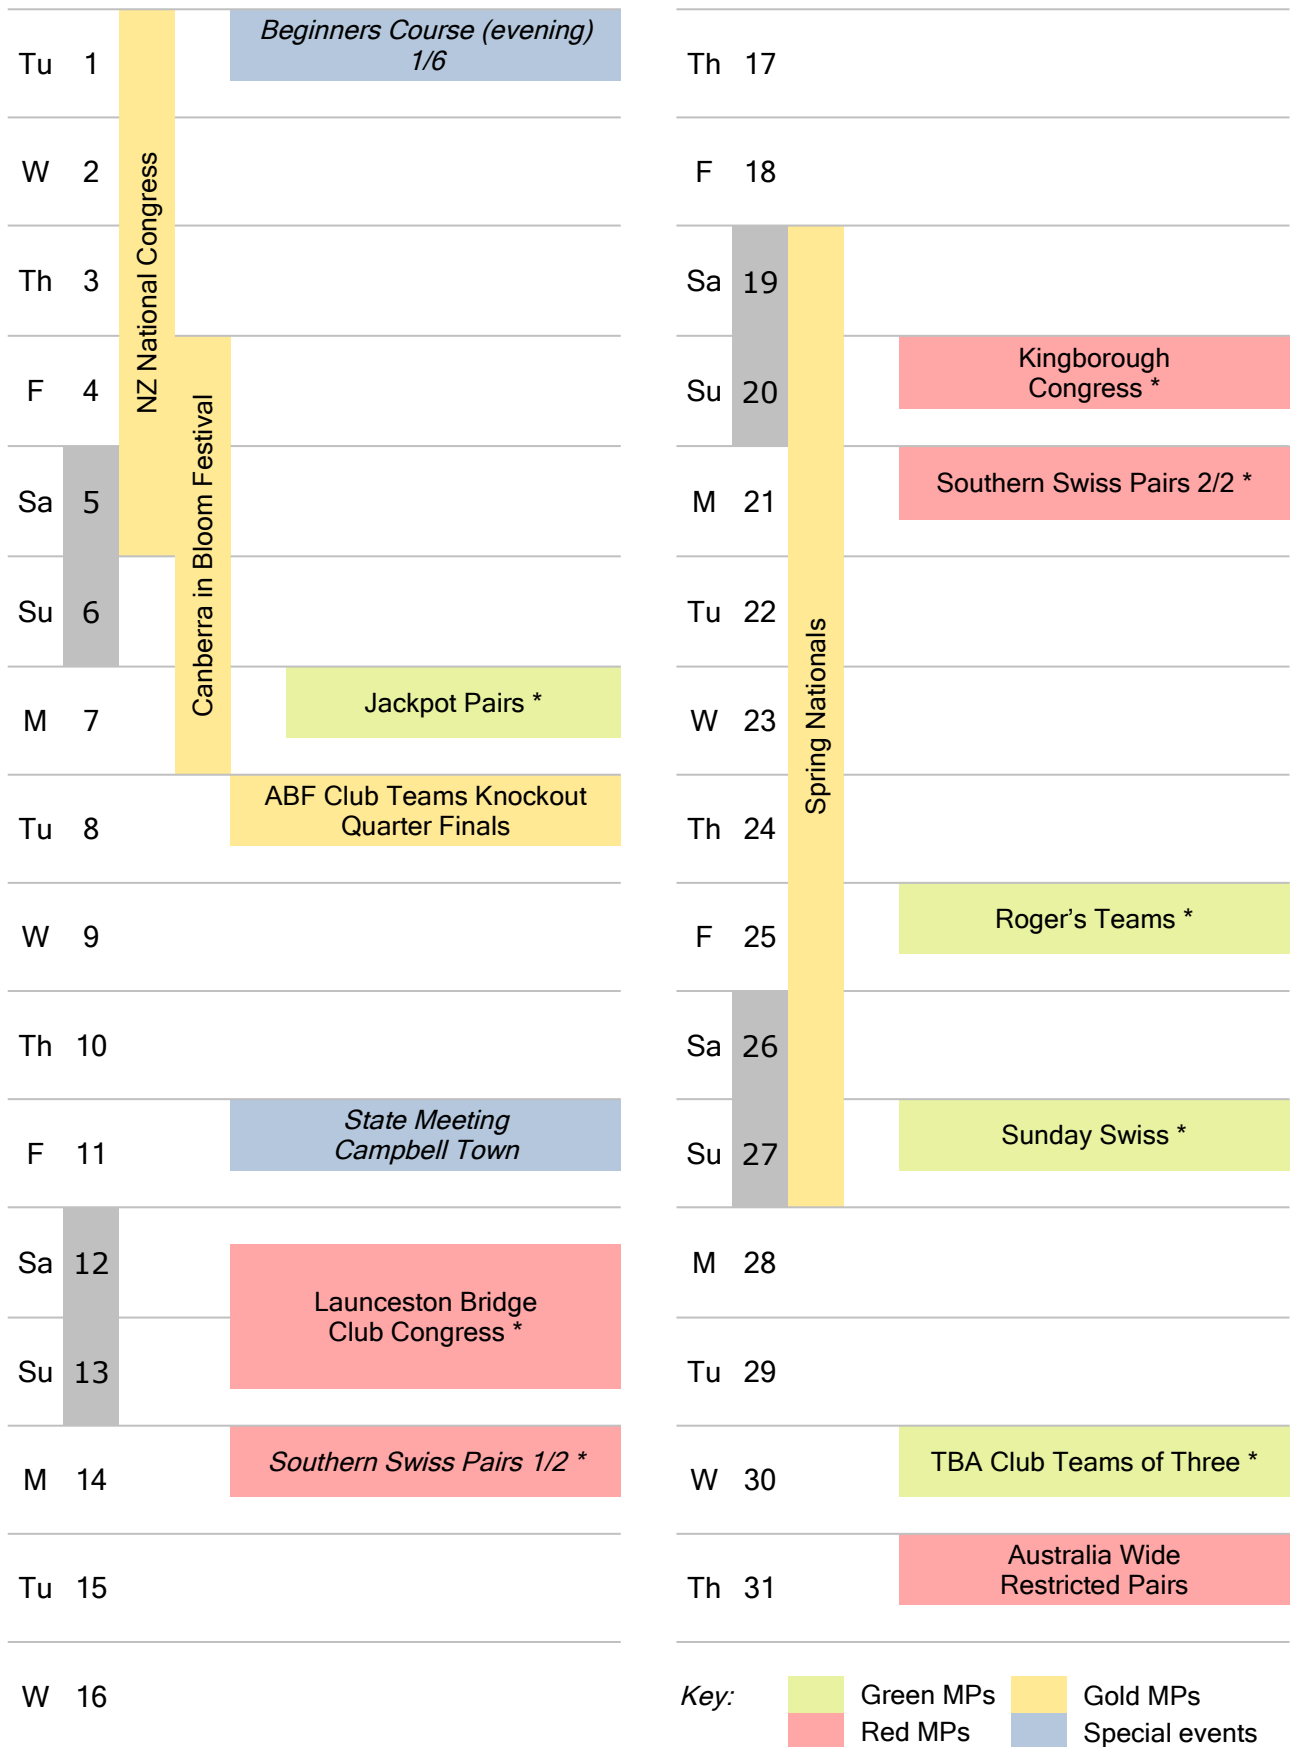 Tu 1
NZ National Congress
Beginners Course (evening)
1/6
W 2
Th 3
F 4
Canberra in Bloom Festival
Sa 5
Su 6
M 7
Jackpot Pairs *
Tu 8
ABF Club Teams Knockout
Quarter Finals
W 9
Th 10
F 11
State Meeting
Campbell Town
Sa 12
Launceston Bridge
Club Congress *
Su 13
M 14
Southern Swiss Pairs 1/2 *
Tu 15
W 16
Th 17
F 18
Sa 19
Spring Nationals
Su 20
Kingborough
Congress *
M 21
Southern Swiss Pairs 2/2 *
Tu 22
W 23
Th 24
F 25
Roger’s Teams *
Sa 26
Su 27
Sunday Swiss *
M 28
Tu 29
W 30
TBA Club Teams of Three *
Th 31
Australia Wide
Restricted Pairs
Key:
Green MPs
Gold MPs
Red MPs
Special events